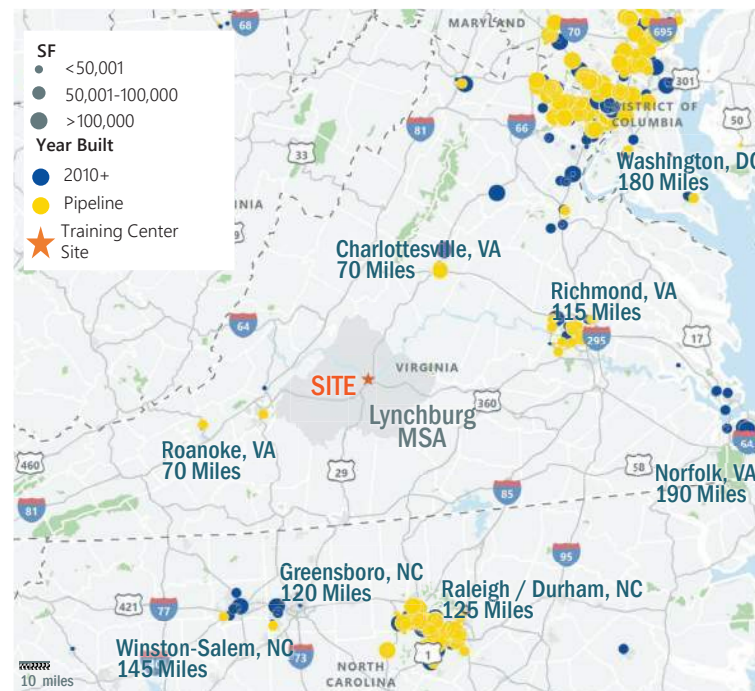 SF
<50,001
50,001-100,000
>100,000
Year Built
2010+
Pipeline
Training Center
Site
68
MARYLAND
70
695
301
DISTRICT OF
COLUMBIA
50
81
66
33
INIA
9
Washington, DC
180 Miles
Charlottesville, VA
70 Miles
Richmond, VA
115 Miles
64
295
17
VIRGINIA
SITE
Lynchburg
MSA
360
Roanoke, VA
70 Miles
460
29
58
64
Norfolk, VA
190 Miles
81
85
95
Greensboro, NC
120 Miles
Raleigh / Durham, NC
125 Miles
421
77
Winston-Salem, NC
145 Miles
73
1
NORTH
CAROLINA
10 miles